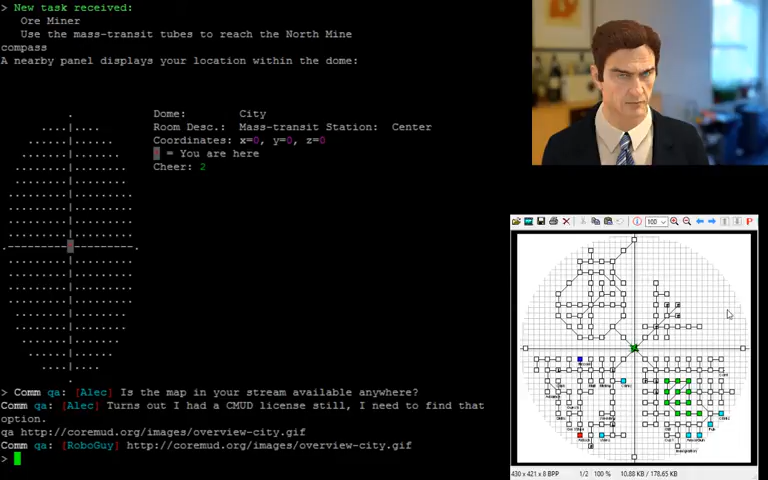 > New task received:
Ore Miner
Use the mass-transit tubes to reach the North Mine
compass
A nearby panel displays your location within the dome:
Dome: City
Room Desc.: Mass-transit Station: Center
Coordinates: x=0, y=0, z=0
= You are here
Cheer: 2
> Comm qa: [Alec] Is the map in your stream available anywhere?
Comm qa: [Alec] Turns out I had a CMUD license still, I need to find that
option.
qa http://coremud.org/images/overview-city.gif
Comm qa: [RoboGuy] http://coremud.org/images/overview-city.gif
>
100
430 x 421 x 8 BPP 1/2 100 % 10.88 KB / 178.65 KB